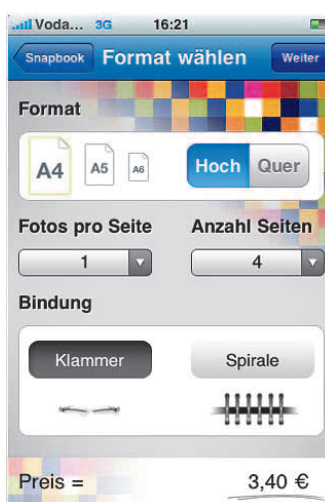 Voda... 3G 16:21
Snapbook Format wählen Weiter
Format
A4 A5 A6 Hoch Quer
Fotos pro Seite Anzahl Seiten
1 4
Bindung
Klammer Spirale
Preis = 3,40 €